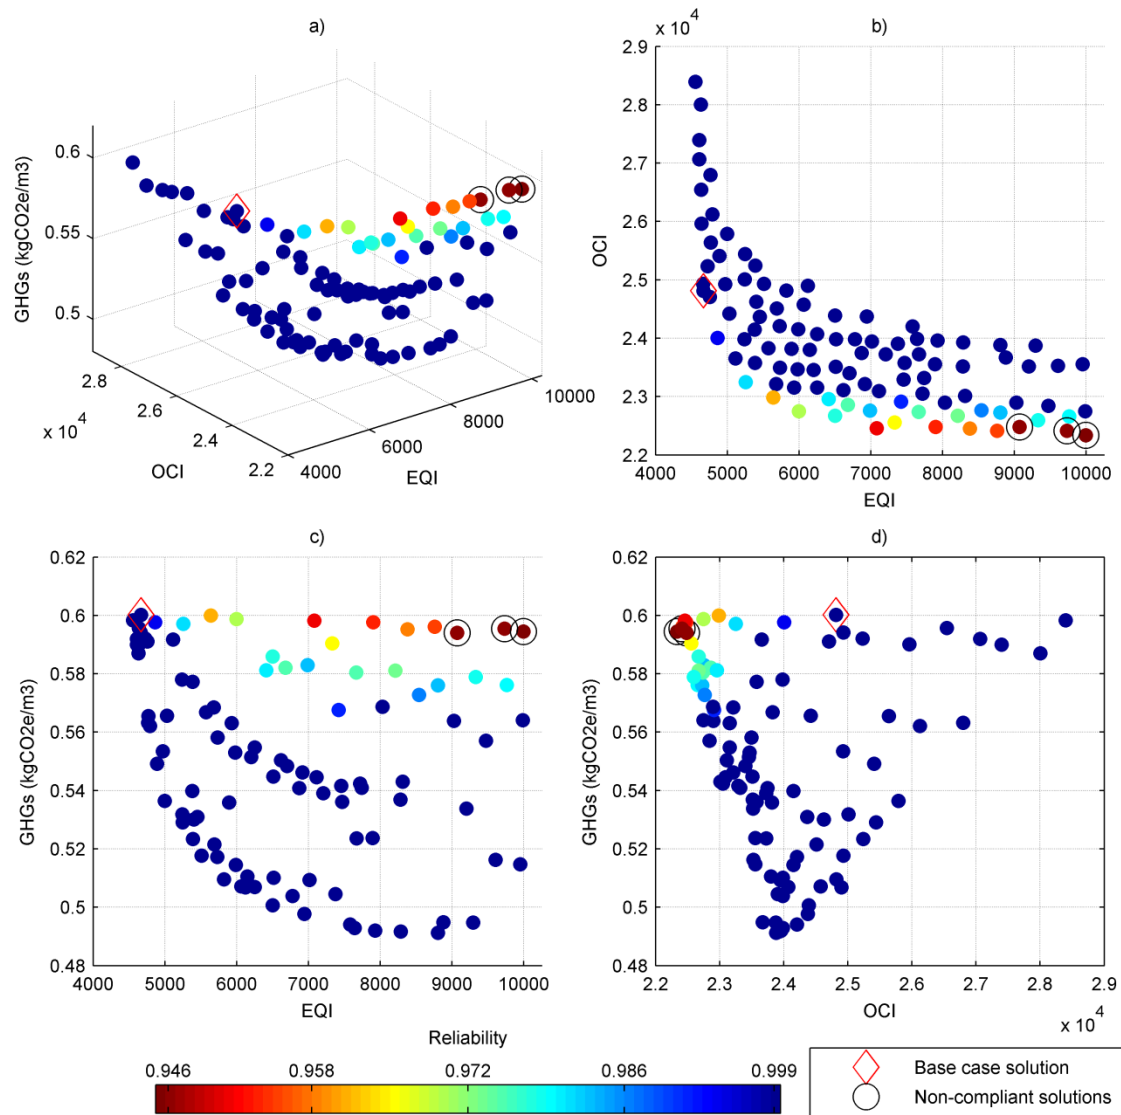 a)
0.6
0.55
0.5
GHGs (kgCO2e/m3)
2.8
2.6
2.4
2.2
x 10^4
OCI
4000
6000
8000
10000
EQI
b)
x 10^4
2.9
2.8
2.7
2.6
2.5
2.4
2.3
2.2
OCI
4000 5000 6000 7000 8000 9000 10000
EQI
c)
0.62
0.6
0.58
0.56
0.54
0.52
0.5
0.48
GHGs (kgCO2e/m3)
4000 5000 6000 7000 8000 9000 10000
EQI
d)
0.62
0.6
0.58
0.56
0.54
0.52
0.5
0.48
GHGs (kgCO2e/m3)
2.2 2.3 2.4 2.5 2.6 2.7 2.8 2.9
OCI
x 10^4
Reliability
0.946 0.958 0.972 0.986 0.999
Base case solution
Non-compliant solutions